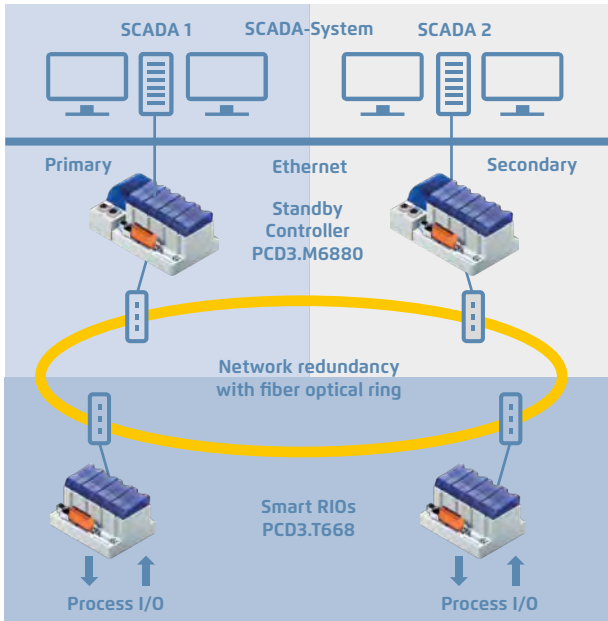 SCADA 1
SCADA-System
SCADA 2
Primary
Ethernet
Secondary
Standby
Controller
PCD3.M6880
Network redundancy
with fiber optical ring
Smart RIOs
PCD3.T668
Process I/O
Process I/O